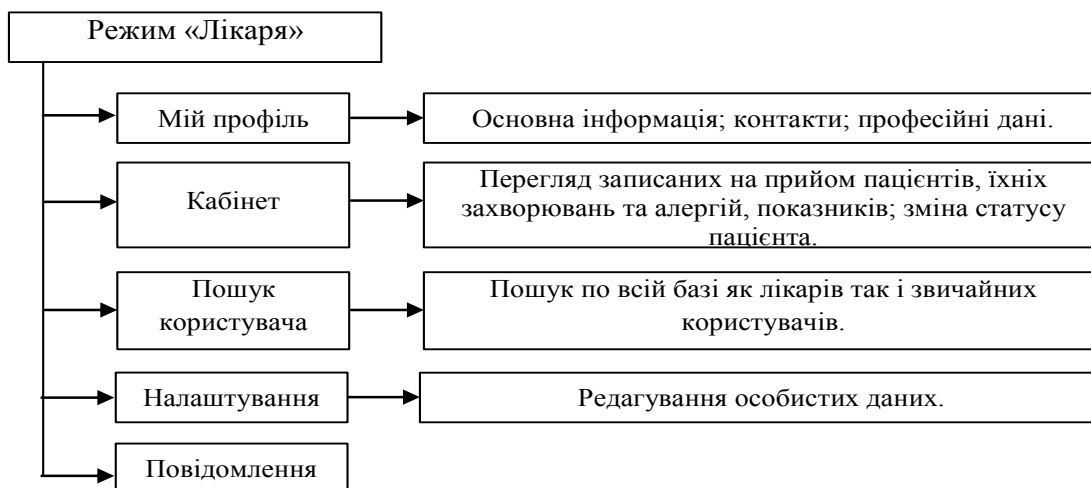 Режим «Лікаря»
Мій профіль
Основна інформація; контакти; професійні дані.
Кабінет
Перегляд записаних на прийом пацієнтів, їхніх
захворювань та алергій, показників; зміна статусу
пацієнта.
Пошук
користувача
Пошук по всій базі як лікарів так і звичайних
користувачів.
Налаштування
Редагування особистих даних.
Повідомлення